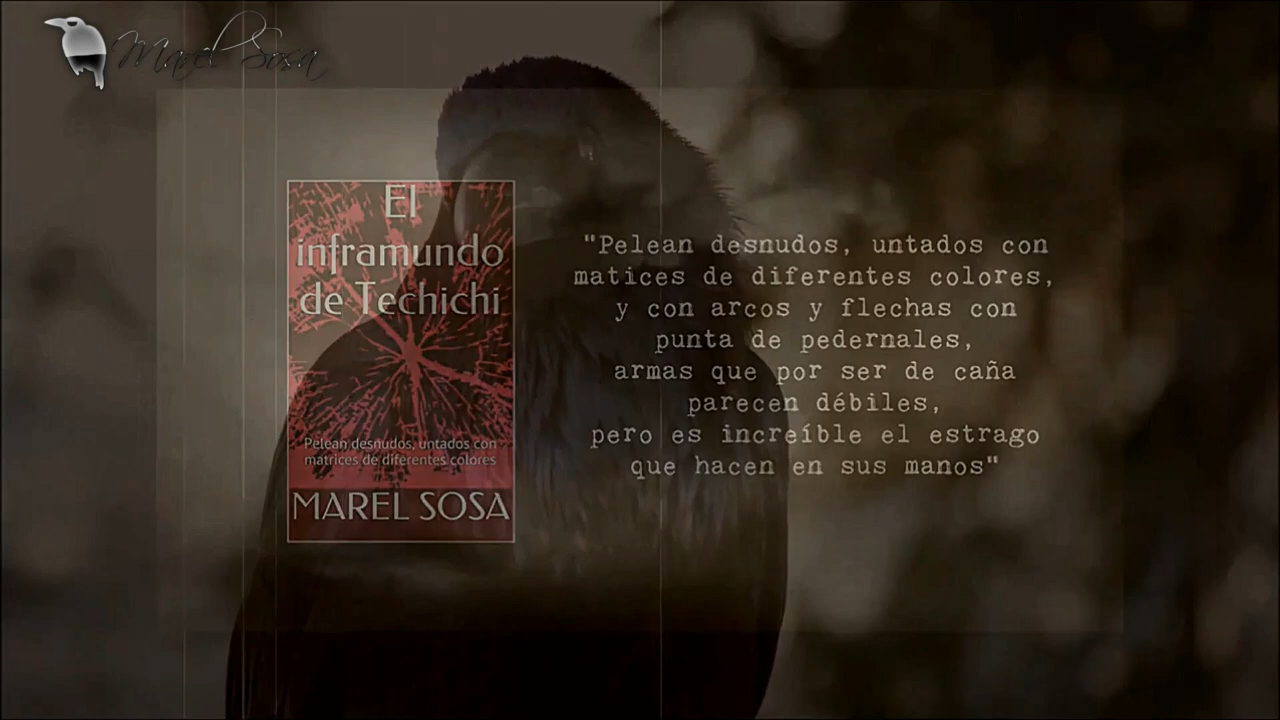 Marel Sosa
El
inframundo
de Techichi
Pelean desnudos, untados con
matrices de diferentes colores
MAREL SOSA
"Pelean desnudos, untados con
matices de diferentes colores,
y con arcos y flechas con
punta de pedernales,
armas que por ser de caña
parecen débiles,
pero es increíble el estrago
que hacen en sus manos"